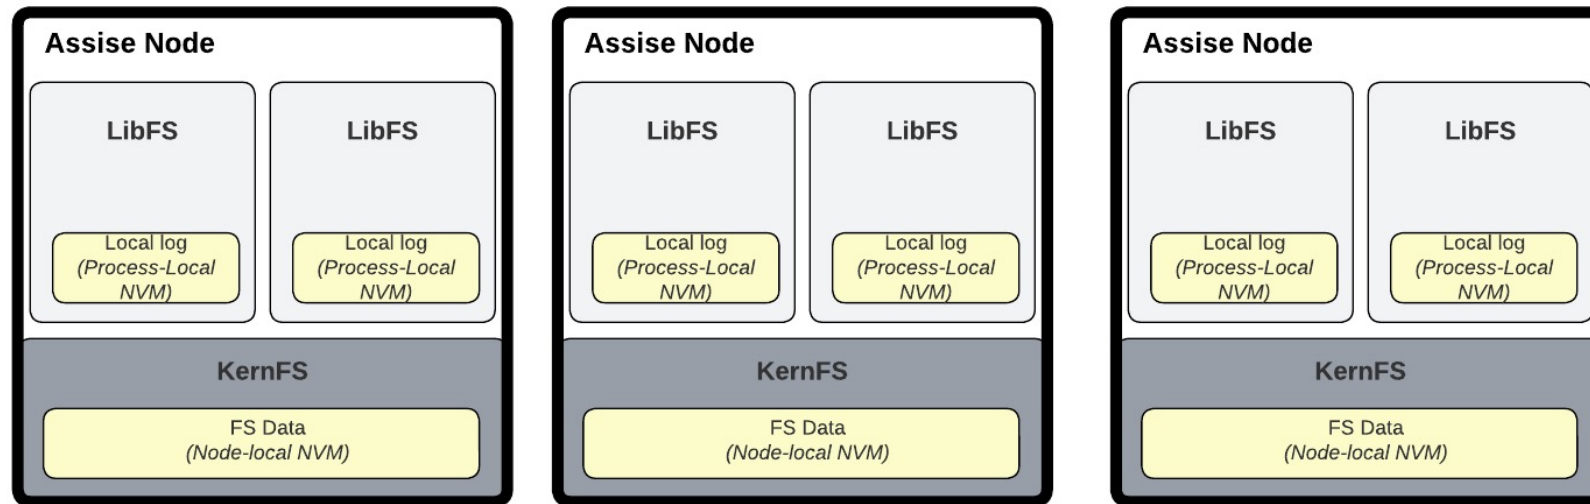 Assise Node
LibFS
Local log
(Process-Local
NVM)
LibFS
Local log
(Process-Local
NVM)
KernFS
FS Data
(Node-local NVM)
Assise Node
LibFS
Local log
(Process-Local
NVM)
LibFS
Local log
(Process-Local
NVM)
KernFS
FS Data
(Node-local NVM)
Assise Node
LibFS
Local log
(Process-Local
NVM)
LibFS
Local log
(Process-Local
NVM)
KernFS
FS Data
(Node-local NVM)